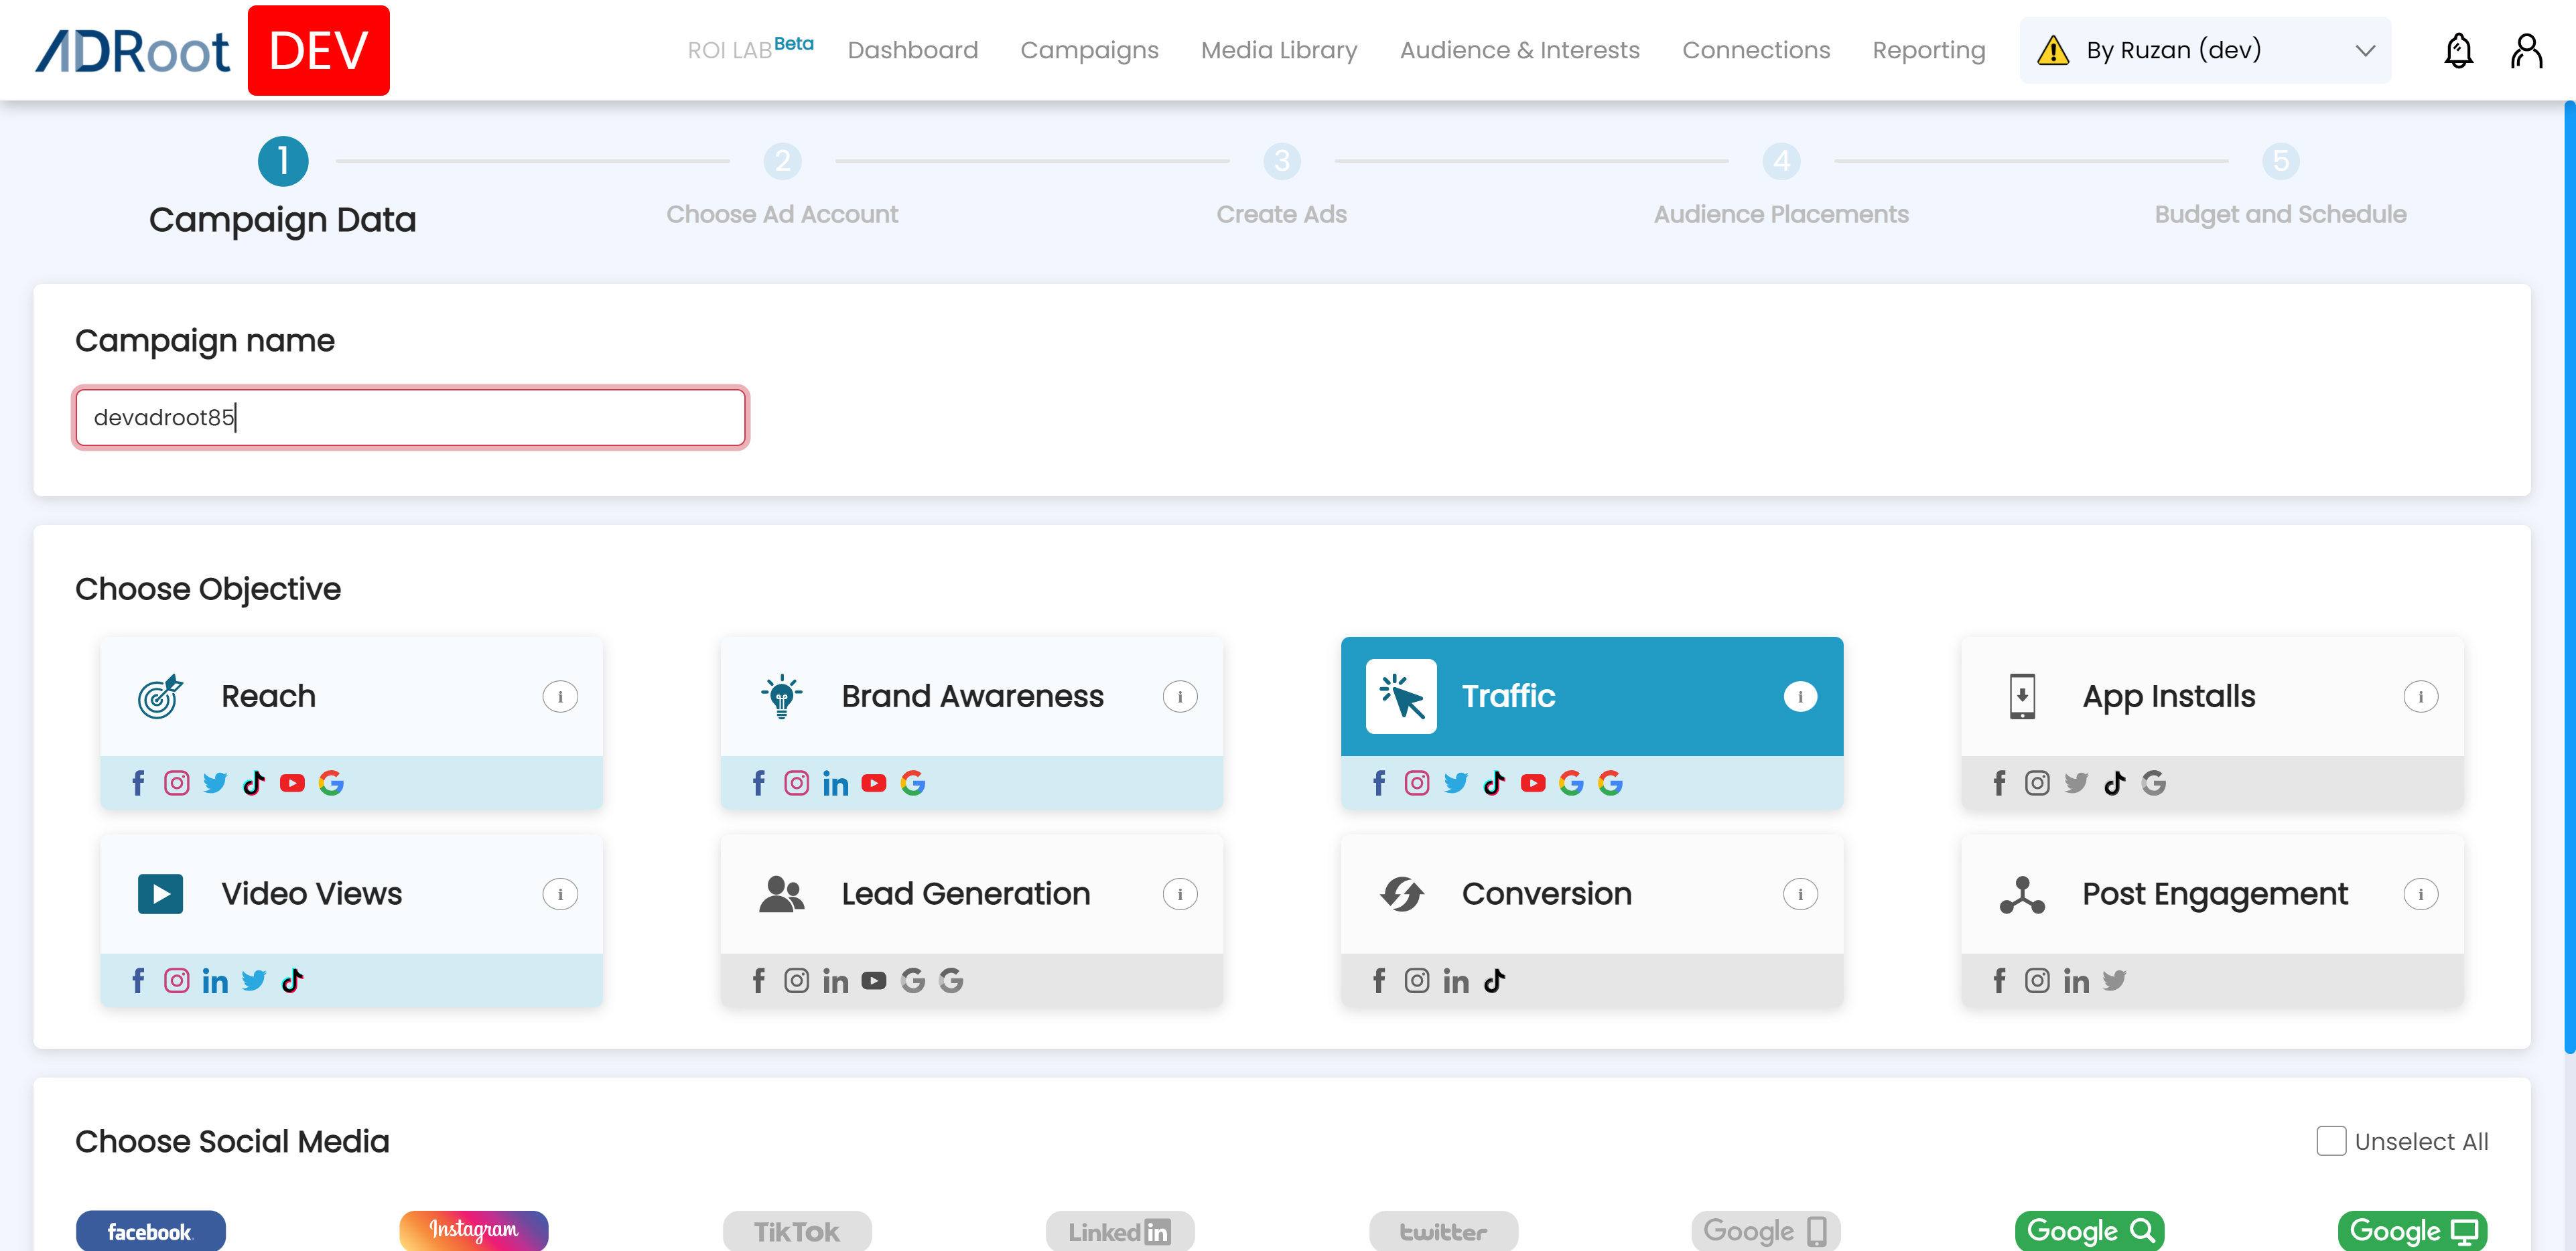 ADRoot DEV ROI LAB Beta Dashboard Campaigns Media Library Audience & Interests Connections Reporting By Ruzan (dev)
1 2 3 4 5
Campaign Data Choose Ad Account Create Ads Audience Placements Budget and Schedule
Campaign name
devadroot85
Choose Objective
Reach Brand Awareness Traffic App Installs
Video Views Lead Generation Conversion Post Engagement
Choose Social Media Unselect All
facebook Instagram TikTok Linkedin twitter Google Google Google